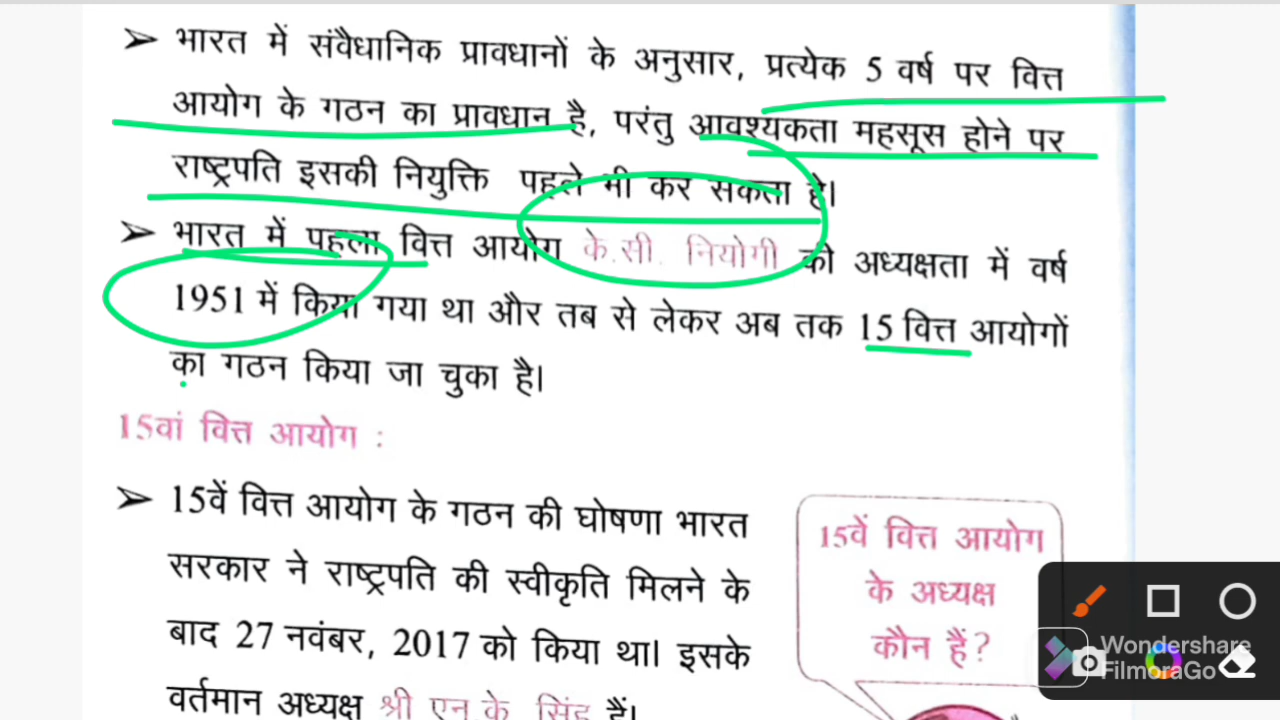 ➢ भारत में संवैधानिक प्रावधानों के अनुसार, प्रत्येक 5 वर्ष पर वित्त
आयोग के गठन का प्रावधान है, परंतु आवश्यकता महसूस होने पर
राष्ट्रपति इसकी नियुक्ति पहले भी कर सकता है।
➢ भारत में पहला वित्त आयोग के.सी. नियोगी की अध्यक्षता में वर्ष
1951 में किया गया था और तब से लेकर अब तक 15 वित्त आयोगों
का गठन किया जा चुका है।
15वां वित्त आयोग :
➢ 15वें वित्त आयोग के गठन की घोषणा भारत
सरकार ने राष्ट्रपति की स्वीकृति मिलने के
बाद 27 नवंबर, 2017 को किया था। इसके
वर्तमान अध्यक्ष श्री एन.के. सिंह हैं।
15वें वित्त आयोग
के अध्यक्ष
कौन हैं?
Wondershare
FilmoraGo